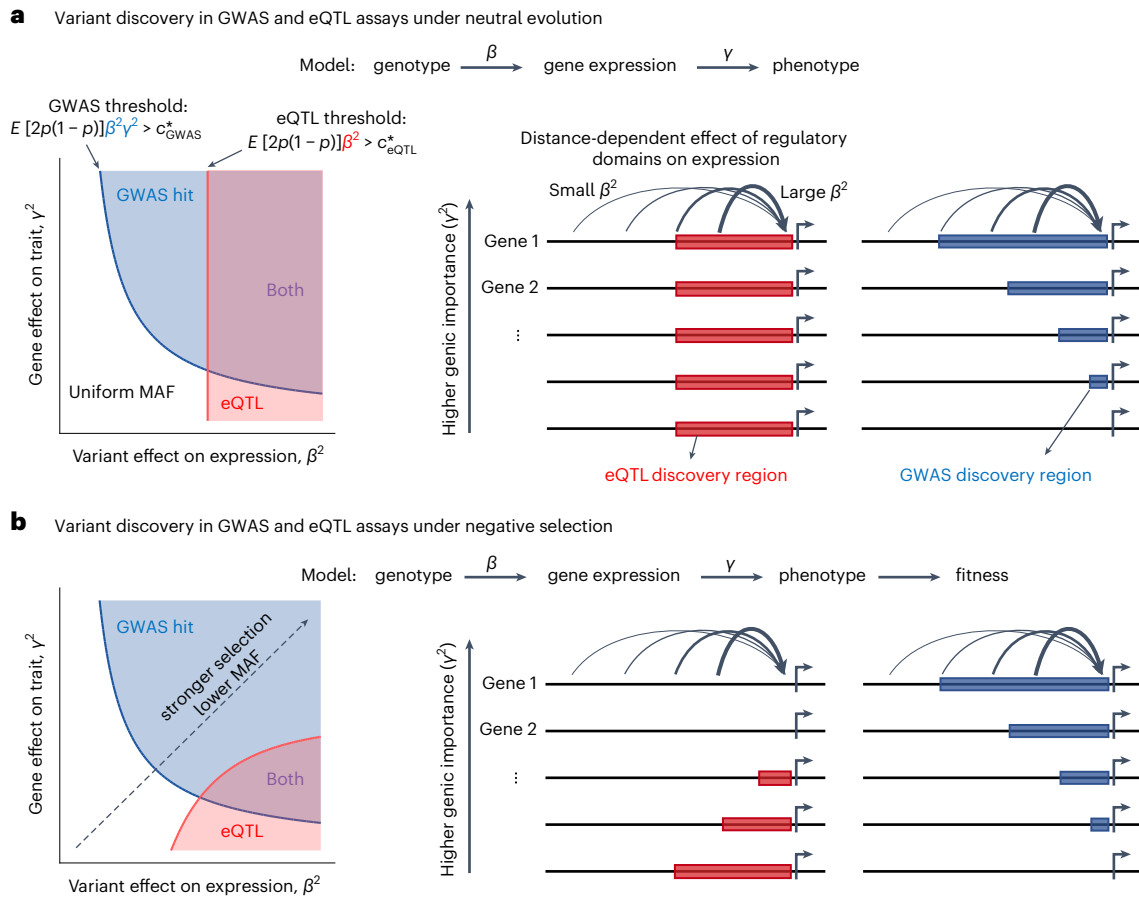 a Variant discovery in GWAS and eQTL assays under neutral evolution
Model: genotype β gene expression γ phenotype
GWAS threshold:
E [2p(1 – p)]β²γ² > c*GWAS
eQTL threshold:
E [2p(1 – p)]β² > c*eQTL
GWAS hit
Both
Uniform MAF
eQTL
Gene effect on trait, γ²
Variant effect on expression, β²
Distance-dependent effect of regulatory
domains on expression
Small β²
Large β²
Higher genic importance (γ²)
Gene 1
Gene 2
...
eQTL discovery region
GWAS discovery region
b Variant discovery in GWAS and eQTL assays under negative selection
Model: genotype β gene expression γ phenotype fitness
GWAS hit
stronger selection
lower MAF
Both
eQTL
Gene effect on trait, γ²
Variant effect on expression, β²
Higher genic importance (γ²)
Gene 1
Gene 2
...